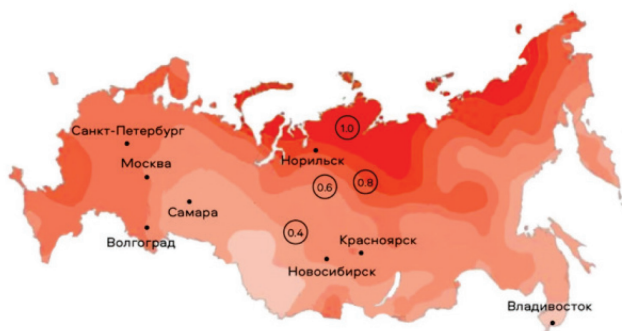 1.0
Санкт-Петербург
Норильск
Москва
0.8
0.6
Самара
0.4
Волгоград
Красноярск
Новосибирск
Владивосток